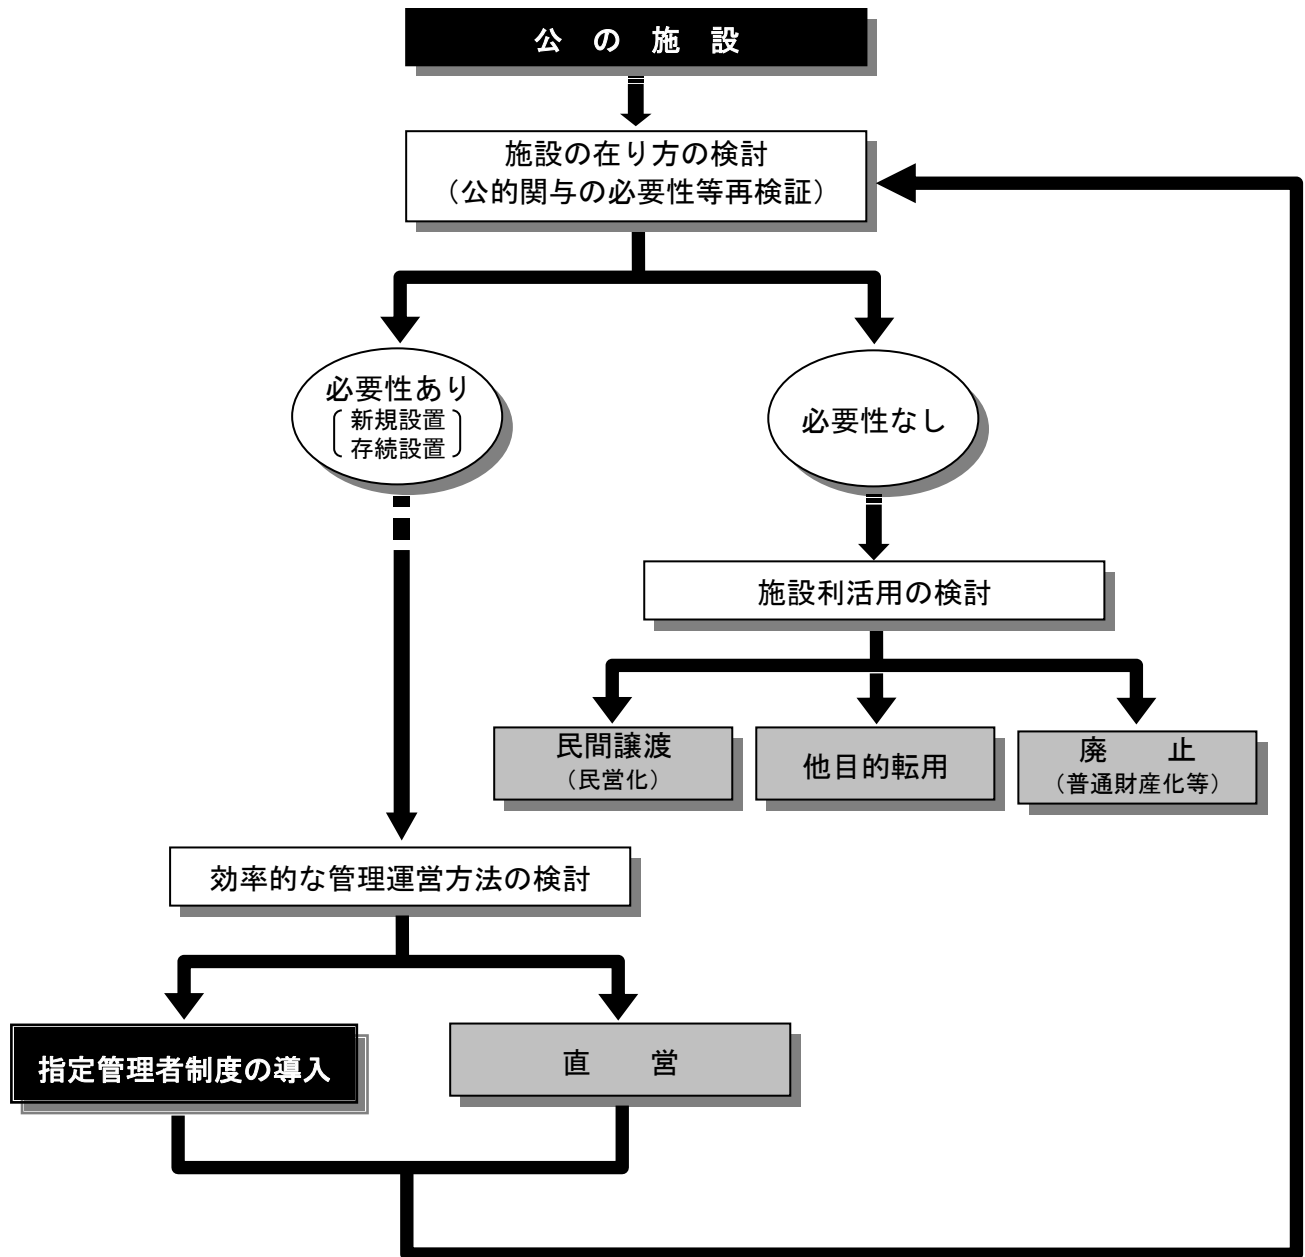 公の施設
施設の在り方の検討
（公的関与の必要性等再検証）
必要性あり
新規設置
存続設置
必要性なし
施設利活用の検討
民間譲渡
（民営化）
他目的転用
廃止
（普通財産化等）
効率的な管理運営方法の検討
指定管理者制度の導入
直営